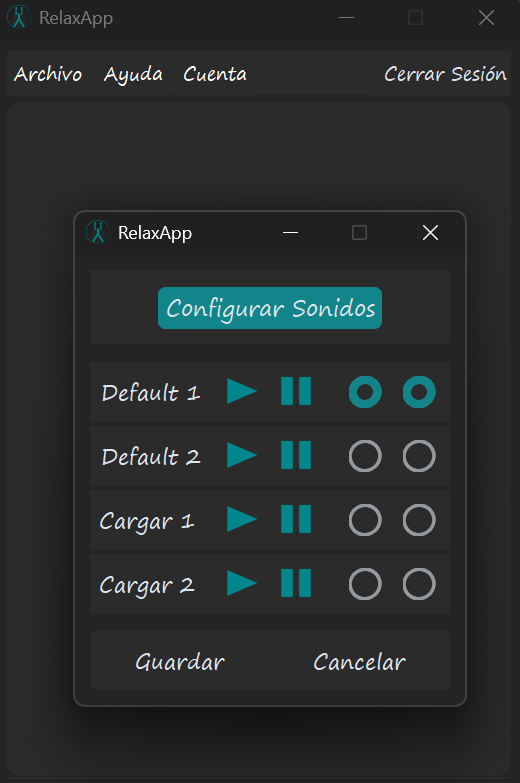 RelaxApp
Archivo Ayuda Cuenta Cerrar Sesión
RelaxApp
Configurar Sonidos
Default 1
Default 2
Cargar 1
Cargar 2
Guardar Cancelar